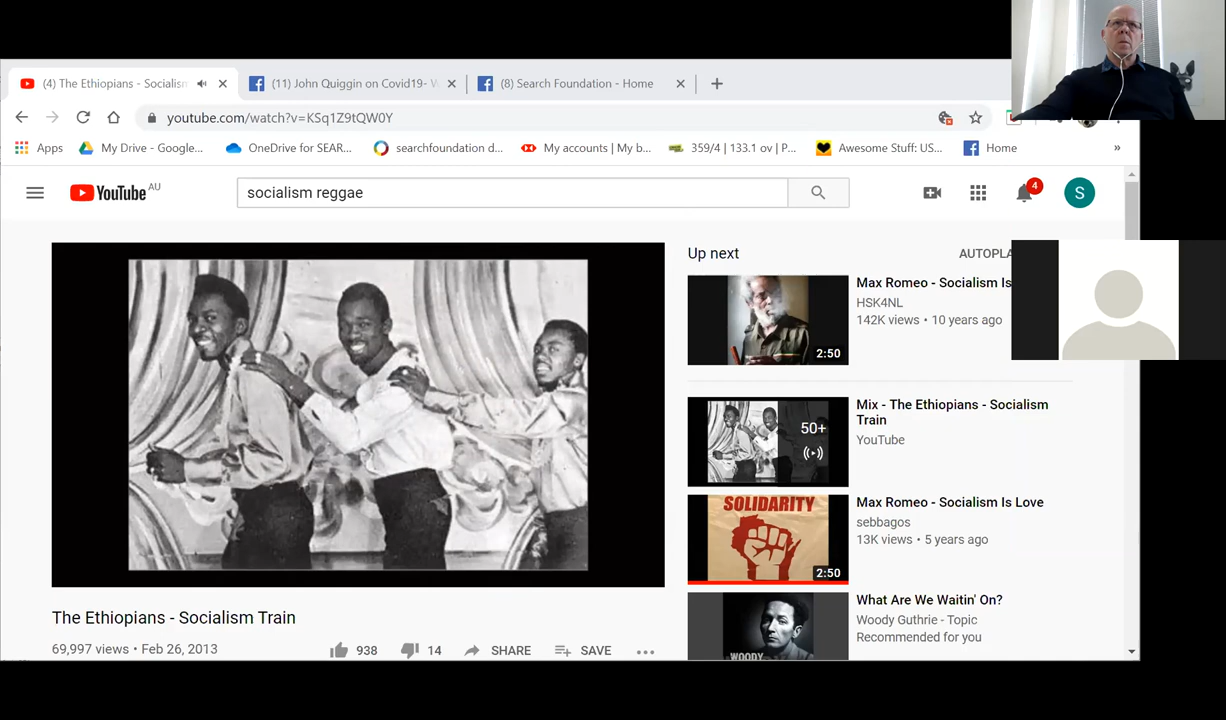 (4) The Ethiopians - Socialism
(11) John Quiggin on Covid19- W
(8) Search Foundation - Home
youtube.com/watch?v=KSq1Z9tQW0Y
Apps
My Drive - Google...
OneDrive for SEAR...
searchfoundation d...
My accounts | My b...
359/4 | 133.1 ov | P...
Awesome Stuff: US...
Home
»
YouTube AU
socialism reggae
4
S
Up next
AUTOPLA
Max Romeo - Socialism Is
HSK4NL
142K views • 10 years ago
2:50
Mix - The Ethiopians - Socialism
Train
YouTube
50+
SOLIDARITY
Max Romeo - Socialism Is Love
sebbagos
13K views • 5 years ago
2:50
What Are We Waitin' On?
Woody Guthrie - Topic
Recommended for you
WOODY
The Ethiopians - Socialism Train
69,997 views • Feb 26, 2013
938
14
SHARE
SAVE